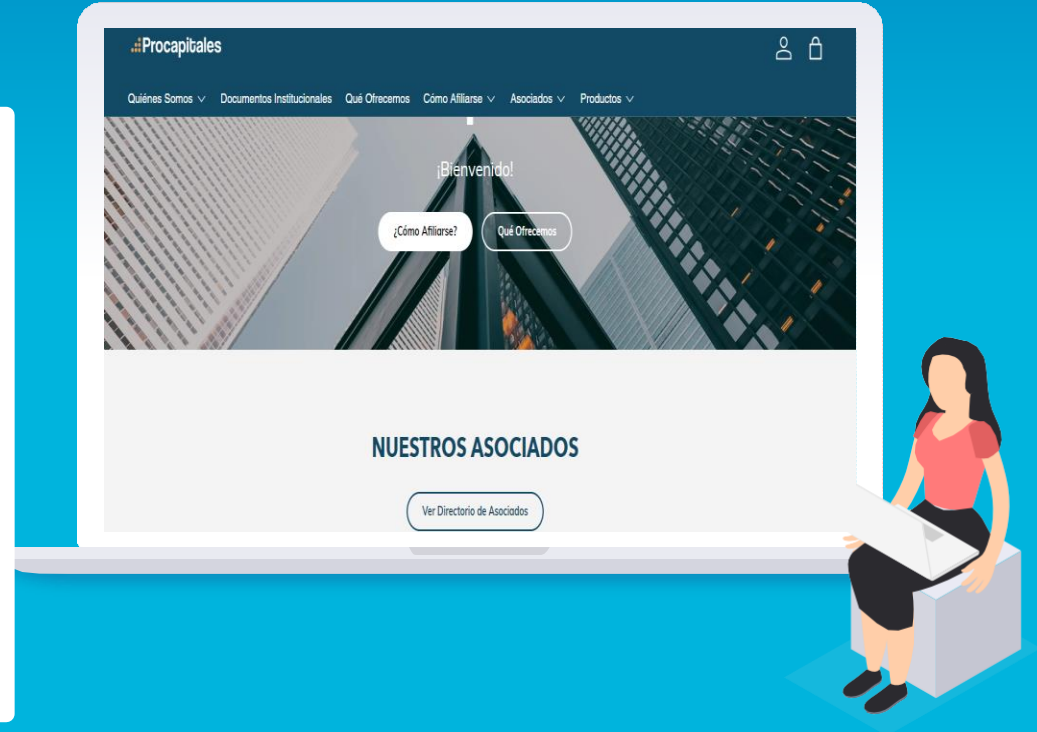 Procapitales
Quiénes Somos Documentos Institucionales Qué Ofrecemos Cómo Afiliarse Asociados Productos
¡Bienvenido!
¿Cómo Afiliarse? Qué Ofrecemos
NUESTROS ASOCIADOS
Ver Directorio de Asociados